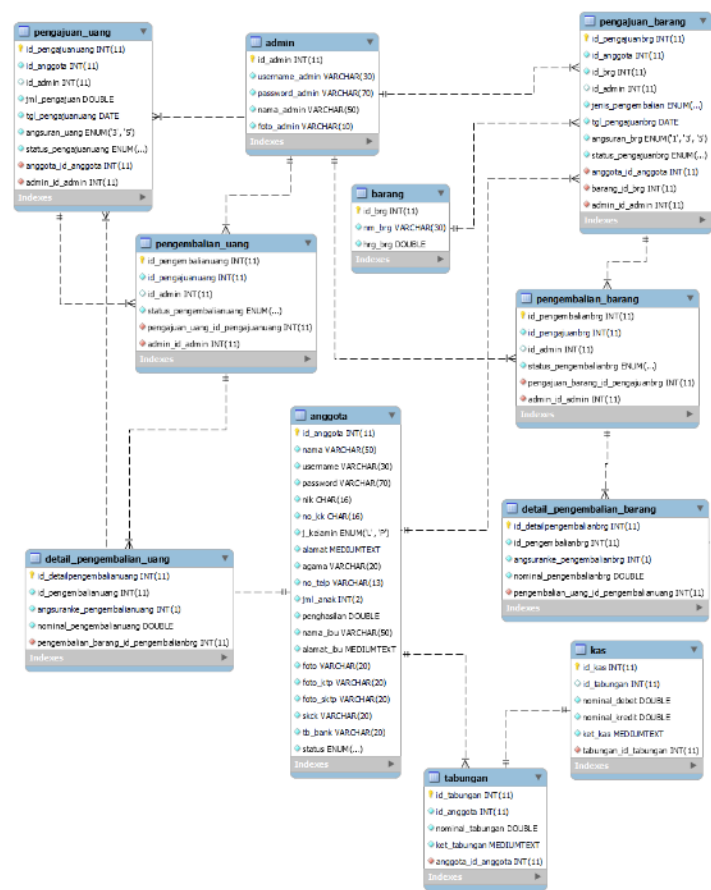 pengajuan_uang
id_pengajuanuang INT(11)
id_anggota INT(11)
id_admin INT(11)
jml_pengajuan DOUBLE
tgl_pengajuanuang DATE
angsuran_uang ENUM('3', '5')
status_pengajuanuang ENUM(...)
anggota_id_anggota INT(11)
admin_id_admin INT(11)
Indexes
admin
id_admin INT(11)
username_admin VARCHAR(30)
password_admin VARCHAR(70)
nama_admin VARCHAR(50)
foto_admin VARCHAR(10)
Indexes
pengajuan_barang
id_pengajuanbrg INT(11)
id_anggota INT(11)
id_brg INT(11)
id_admin INT(11)
jenis_pengembalian ENUM(...)
tgl_pengajuanbrg DATE
angsuran_brg ENUM('1', '3', '5')
status_pengajuanbrg ENUM(...)
anggota_id_anggota INT(11)
barang_id_brg INT(11)
admin_id_admin INT(11)
Indexes
barang
id_brg INT(11)
nm_brg VARCHAR(30)
hrg_brg DOUBLE
Indexes
pengembalian_uang
id_pengembalianuang INT(11)
id_pengajuanuang INT(11)
id_admin INT(11)
status_pengembalianuang ENUM(...)
pengajuan_uang_id_pengajuanuang INT(11)
admin_id_admin INT(11)
Indexes
pengembalian_barang
id_pengembalianbrg INT(11)
id_pengajuanbrg INT(11)
id_admin INT(11)
status_pengembalianbrg ENUM(...)
pengajuan_barang_id_pengajuanbrg INT(11)
admin_id_admin INT(11)
Indexes
anggota
id_anggota INT(11)
nama VARCHAR(50)
username VARCHAR(30)
password VARCHAR(70)
nik CHAR(16)
no_kk CHAR(16)
j_kelamin ENUM('L', 'P')
alamat MEDIUMTEXT
agama VARCHAR(20)
no_telp VARCHAR(13)
jml_anak INT(2)
penghasilan DOUBLE
nama_ibu VARCHAR(50)
alamat_ibu MEDIUMTEXT
foto VARCHAR(20)
foto_ktp VARCHAR(20)
foto_sktp VARCHAR(20)
skck VARCHAR(20)
tb_bank VARCHAR(20)
status ENUM(...)
Indexes
detail_pengembalian_barang
id_detailpengembalianbrg INT(11)
id_pengembalianbrg INT(11)
angsuranke_pengembalianbrg INT(1)
nominal_pengembalianbrg DOUBLE
pengembalian_uang_id_pengembalianuang INT(11)
Indexes
detail_pengembalian_uang
id_detailpengembalianuang INT(11)
id_pengembalianuang INT(11)
angsuranke_pengembalianuang INT(1)
nominal_pengembalianuang DOUBLE
pengembalian_barang_id_pengembalianbrg INT(11)
Indexes
kas
id_kas INT(11)
id_tabungan INT(11)
nominal_debet DOUBLE
nominal_kredit DOUBLE
ket_kas MEDIUMTEXT
tabungan_id_tabungan INT(11)
Indexes
tabungan
id_tabungan INT(11)
id_anggota INT(11)
nominal_tabungan DOUBLE
ket_tabungan MEDIUMTEXT
anggota_id_anggota INT(11)
Indexes